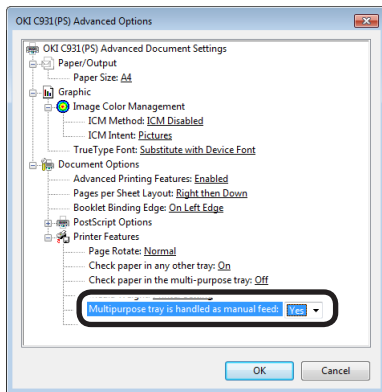 OKI C931(PS) Advanced Options
OKI C931(PS) Advanced Document Settings
Paper/Output
Paper Size: A4
Graphic
Image Color Management
ICM Method: ICM Disabled
ICM Intent: Pictures
TrueType Font: Substitute with Device Font
Document Options
Advanced Printing Features: Enabled
Pages per Sheet Layout: Right then Down
Booklet Binding Edge: On Left Edge
PostScript Options
Printer Features
Page Rotate: Normal
Check paper in any other tray: On
Check paper in the multi-purpose tray: Off
Multipurpose tray is handled as manual feed: Yes
OK Cancel